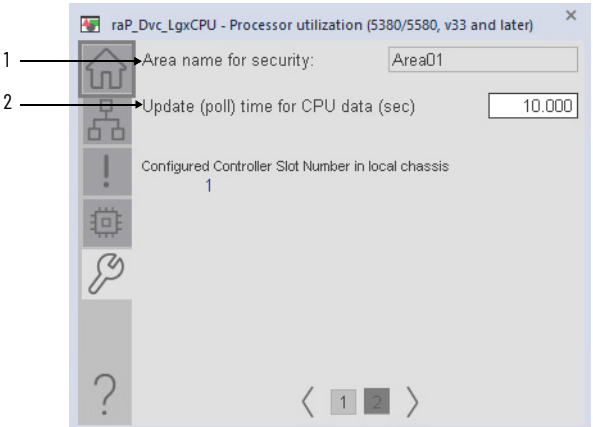 raP_Dvc_LgxCPU - Processor utilization (5380/5580, v33 and later) ×
1
Area name for security: Area01
2
Update (poll) time for CPU data (sec) 10.000
Configured Controller Slot Number in local chassis
1
?
1 2